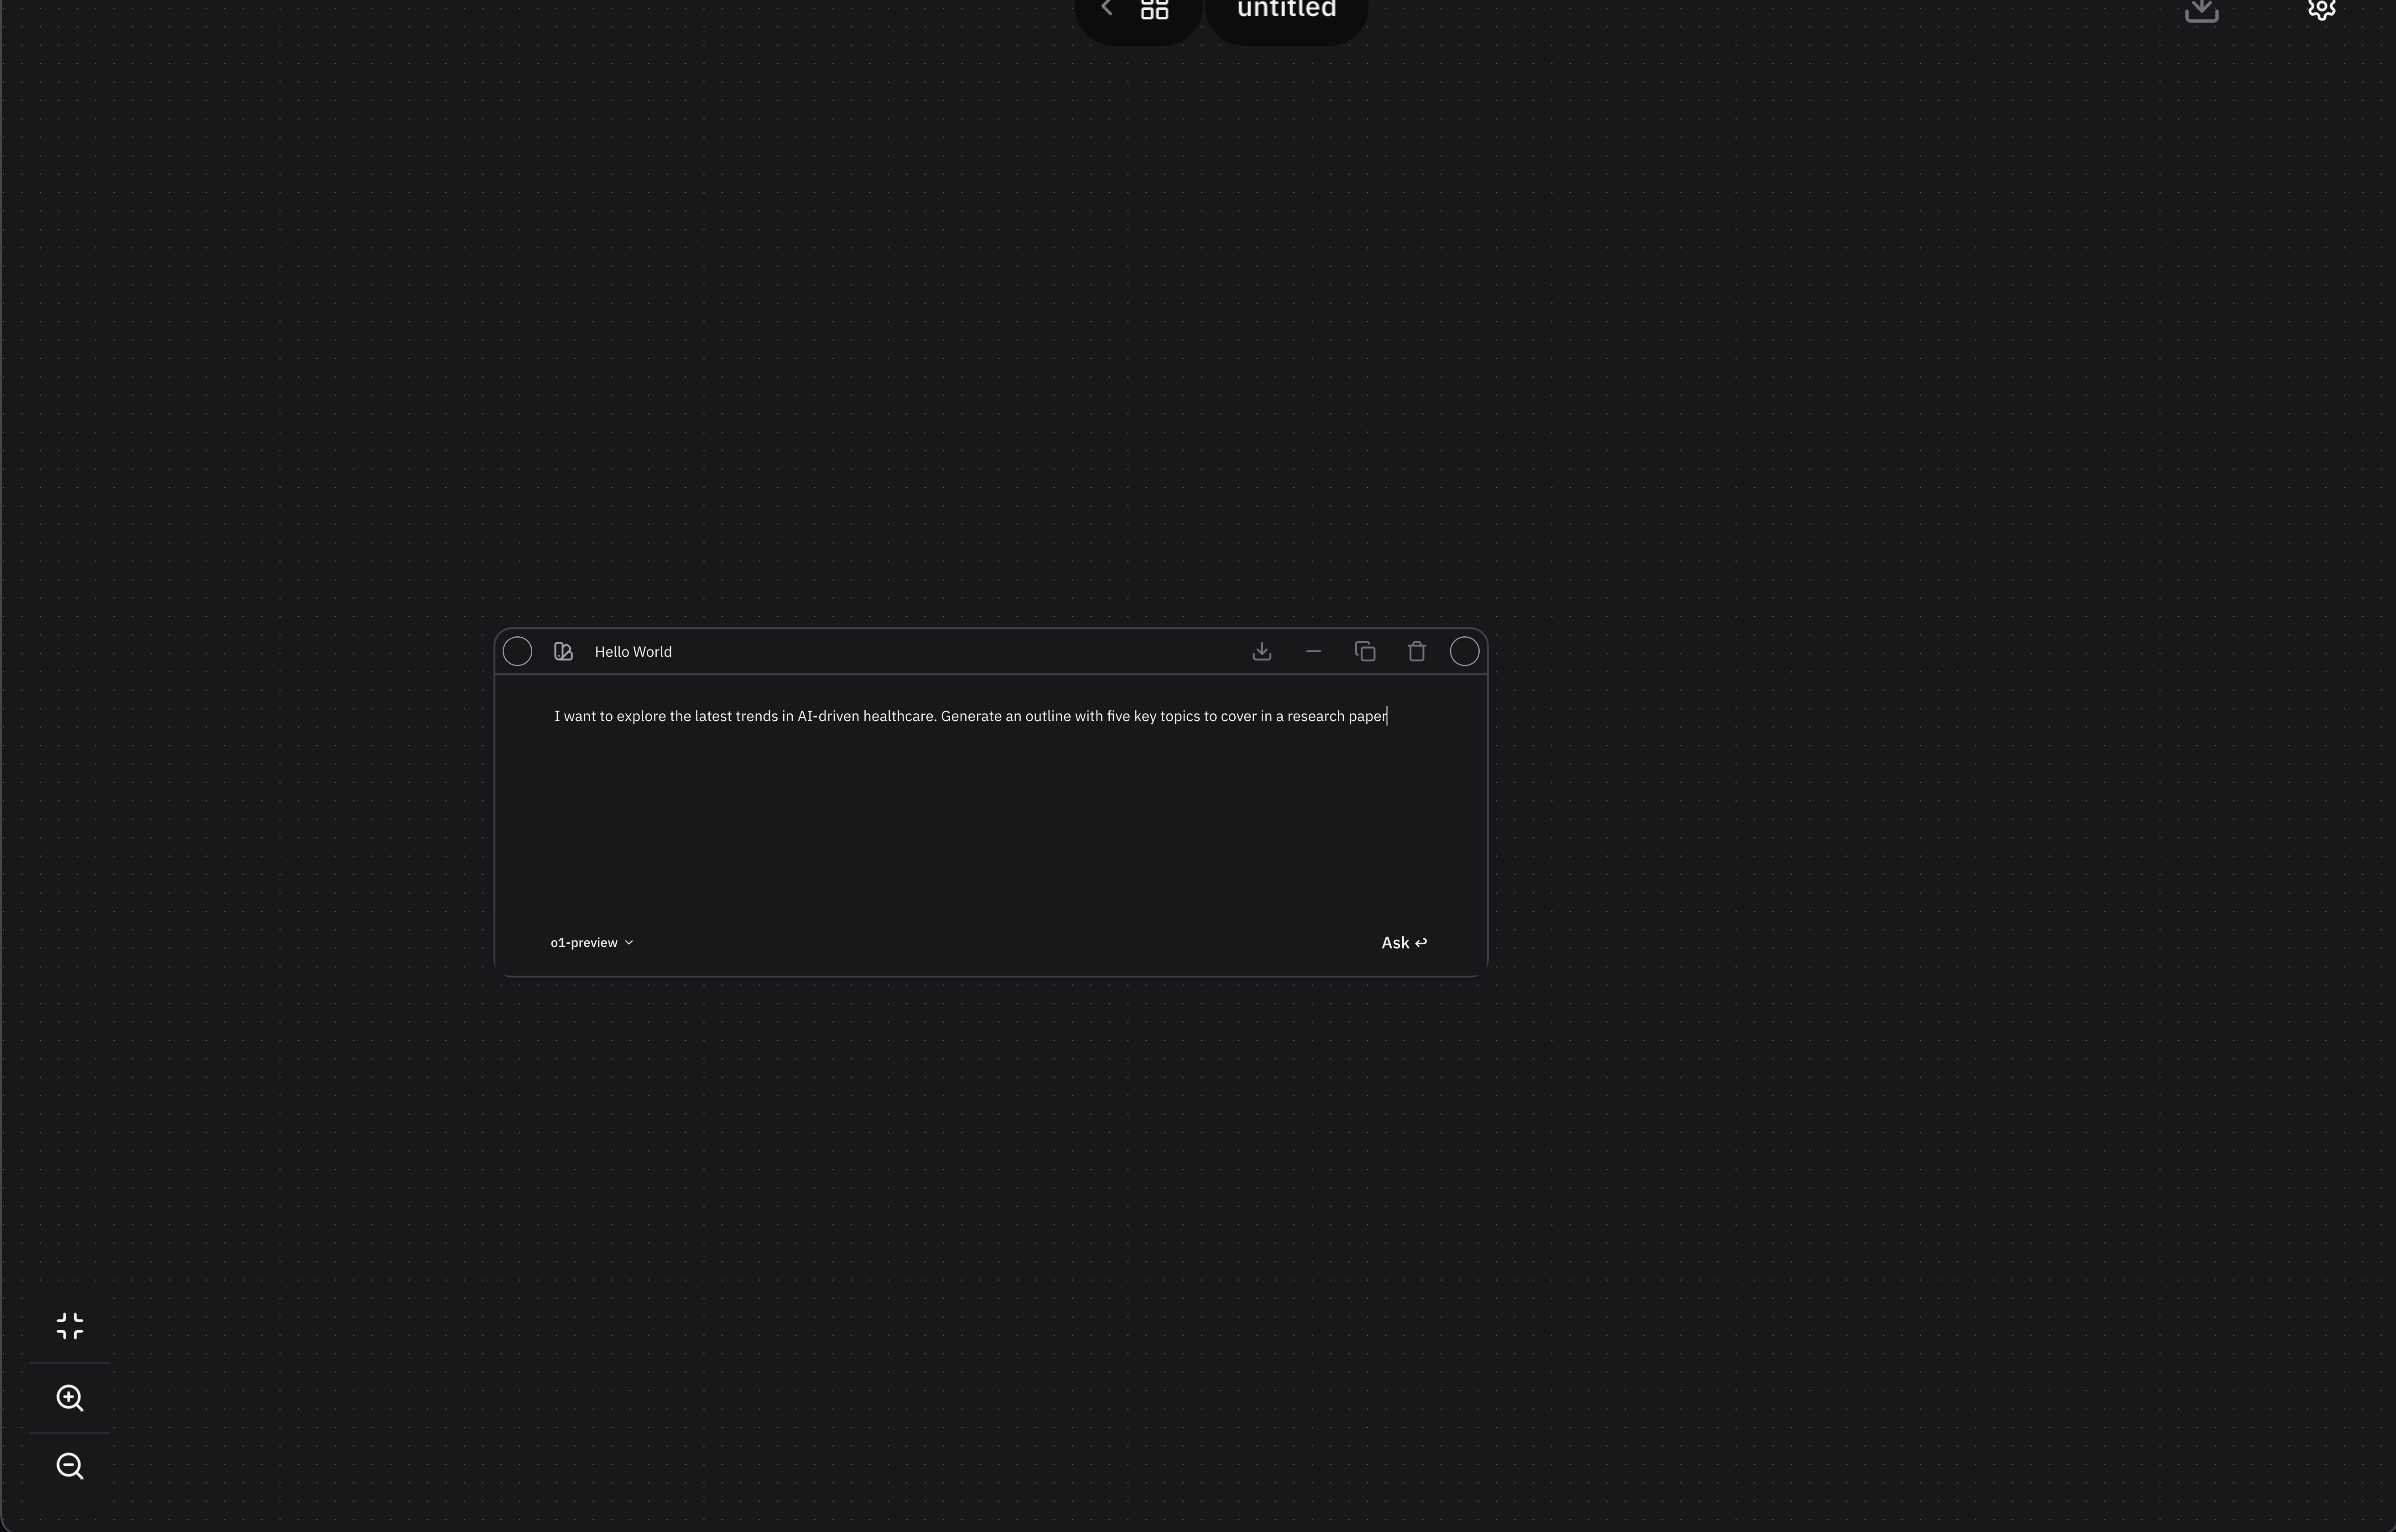 untitled
Hello World
I want to explore the latest trends in AI-driven healthcare. Generate an outline with five key topics to cover in a research paper
o1-preview
Ask